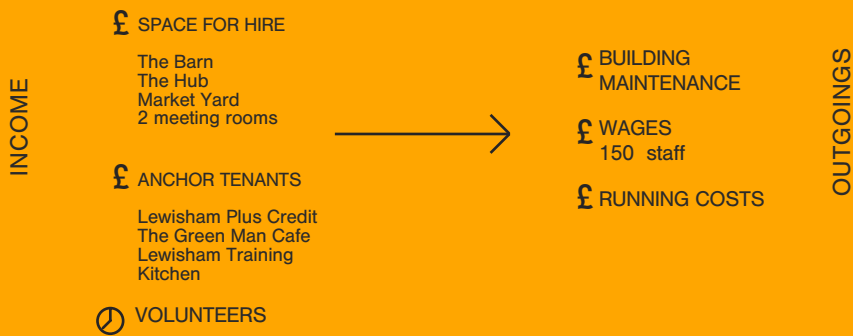 INCOME
£ SPACE FOR HIRE
The Barn
The Hub
Market Yard
2 meeting rooms
£ ANCHOR TENANTS
Lewisham Plus Credit
The Green Man Cafe
Lewisham Training
Kitchen
VOLUNTEERS
£ BUILDING
MAINTENANCE
£ WAGES
150 staff
£ RUNNING COSTS
OUTGOINGS